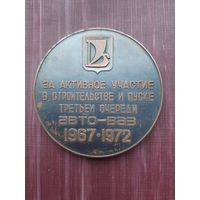 ЗА АКТИВНОЕ УЧАСТИЕ
В СТРОИТЕЛЬСТВЕ И ПУСКЕ
ТРЕТЬЕЙ ОЧЕРЕДИ
АВТО-ВАЗ
1967·1972